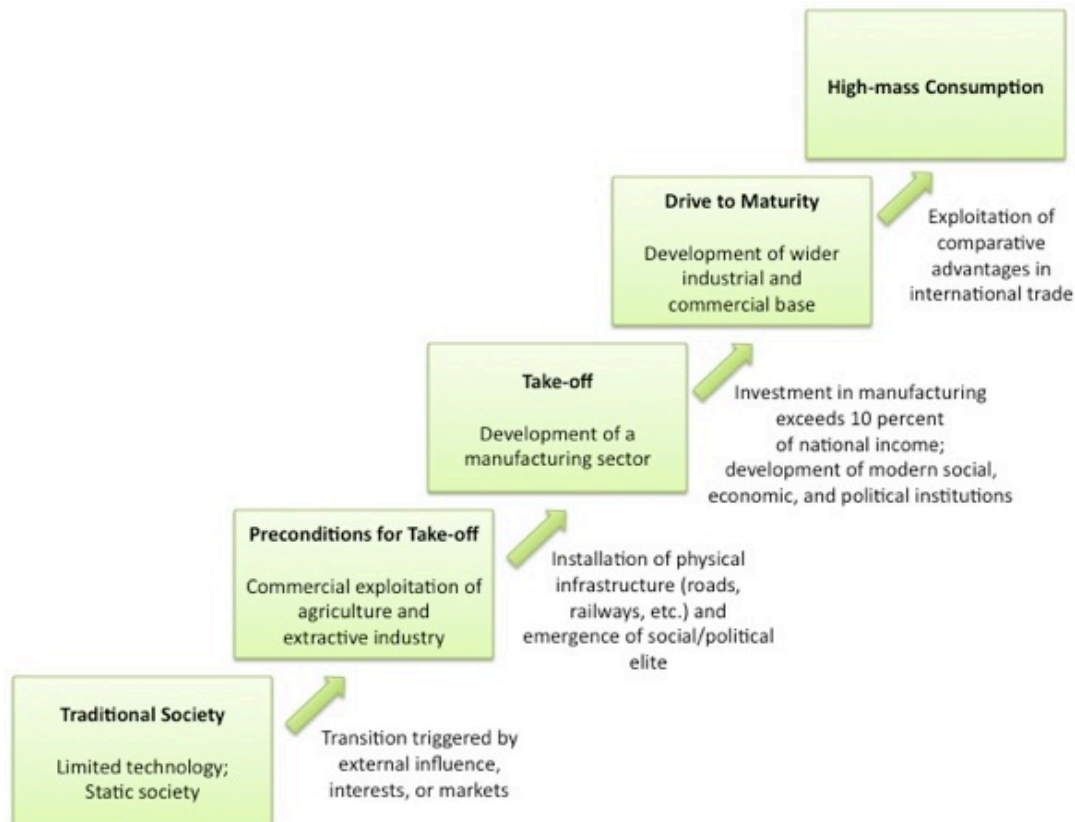 High-mass Consumption
Drive to Maturity
Development of wider
industrial and
commercial base
Exploitation of
comparative
advantages in
international trade
Take-off
Development of a
manufacturing sector
Investment in manufacturing
exceeds 10 percent
of national income;
development of modern social,
economic, and political institutions
Preconditions for Take-off
Commercial exploitation of
agriculture and
extractive industry
Installation of physical
infrastructure (roads,
railways, etc.) and
emergence of social/political
elite
Traditional Society
Limited technology;
Static society
Transition triggered by
external influence,
interests, or markets